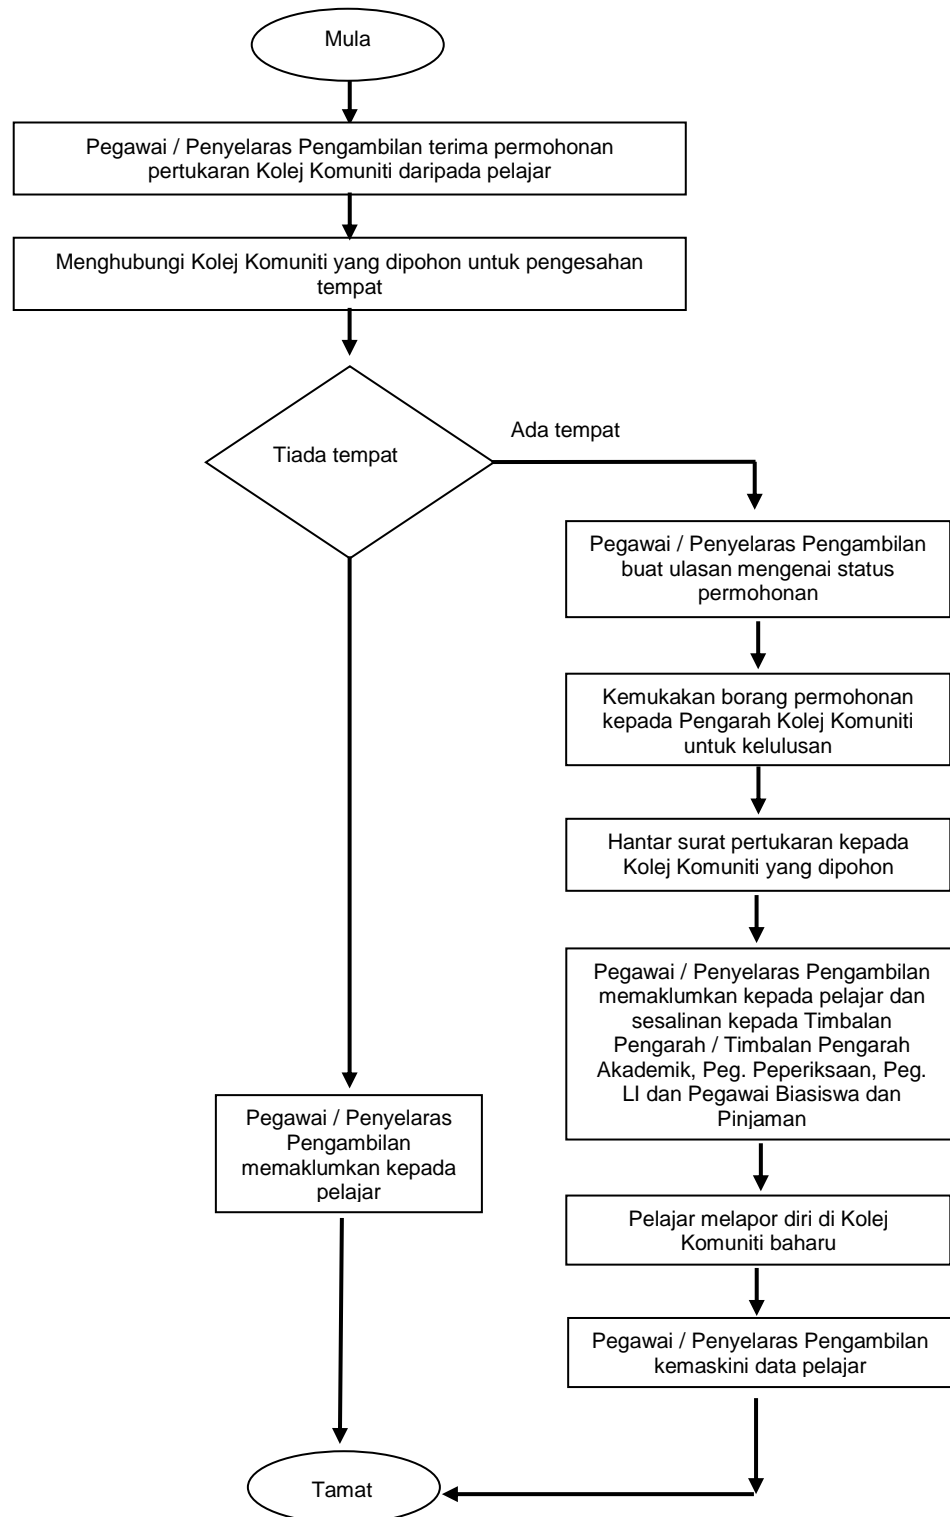 Mula
Pegawai / Penyelaras Pengambilan terima permohonan
pertukaran Kolej Komuniti daripada pelajar
Menghubungi Kolej Komuniti yang dipohon untuk pengesahan
tempat
Tiada tempat
Ada tempat
Pegawai / Penyelaras Pengambilan
buat ulasan mengenai status
permohonan
Kemukakan borang permohonan
kepada Pengarah Kolej Komuniti
untuk kelulusan
Hantar surat pertukaran kepada
Kolej Komuniti yang dipohon
Pegawai / Penyelaras Pengambilan
memaklumkan kepada pelajar dan
sesalinan kepada Timbalan
Pengarah / Timbalan Pengarah
Akademik, Peg. Peperiksaan, Peg.
LI dan Pegawai Biasiswa dan
Pinjaman
Pegawai / Penyelaras
Pengambilan
memaklumkan kepada
pelajar
Pelajar melapor diri di Kolej
Komuniti baharu
Pegawai / Penyelaras Pengambilan
kemaskini data pelajar
Tamat